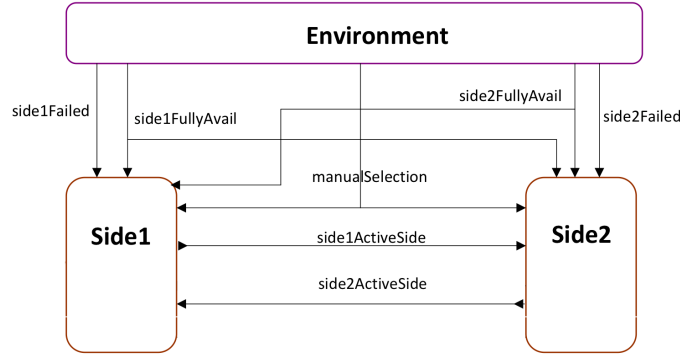 Environment
side2FullyAvail
side1Failed
side1FullyAvail
side2Failed
manualSelection
Side1
Side2
side1ActiveSide
side2ActiveSide